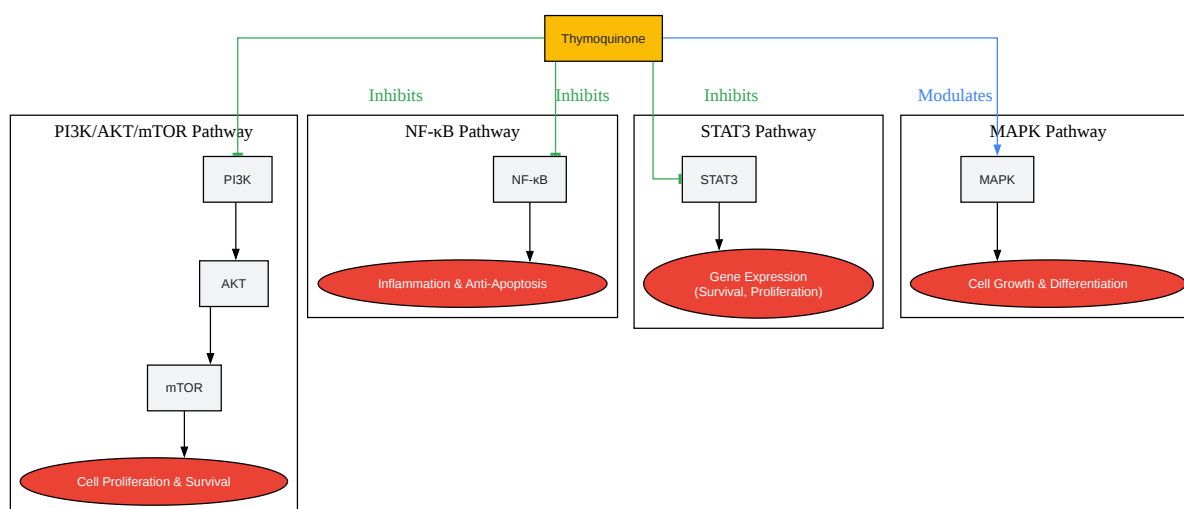 Thymoquinone
Inhibits
Inhibits
Inhibits
Modulates
PI3K/AKT/mTOR Pathway
NF-κB Pathway
STAT3 Pathway
MAPK Pathway
PI3K
NF-κB
STAT3
MAPK
AKT
Inflammation & Anti-Apoptosis
Gene Expression
(Survival, Proliferation)
Cell Growth & Differentiation
mTOR
Cell Proliferation & Survival